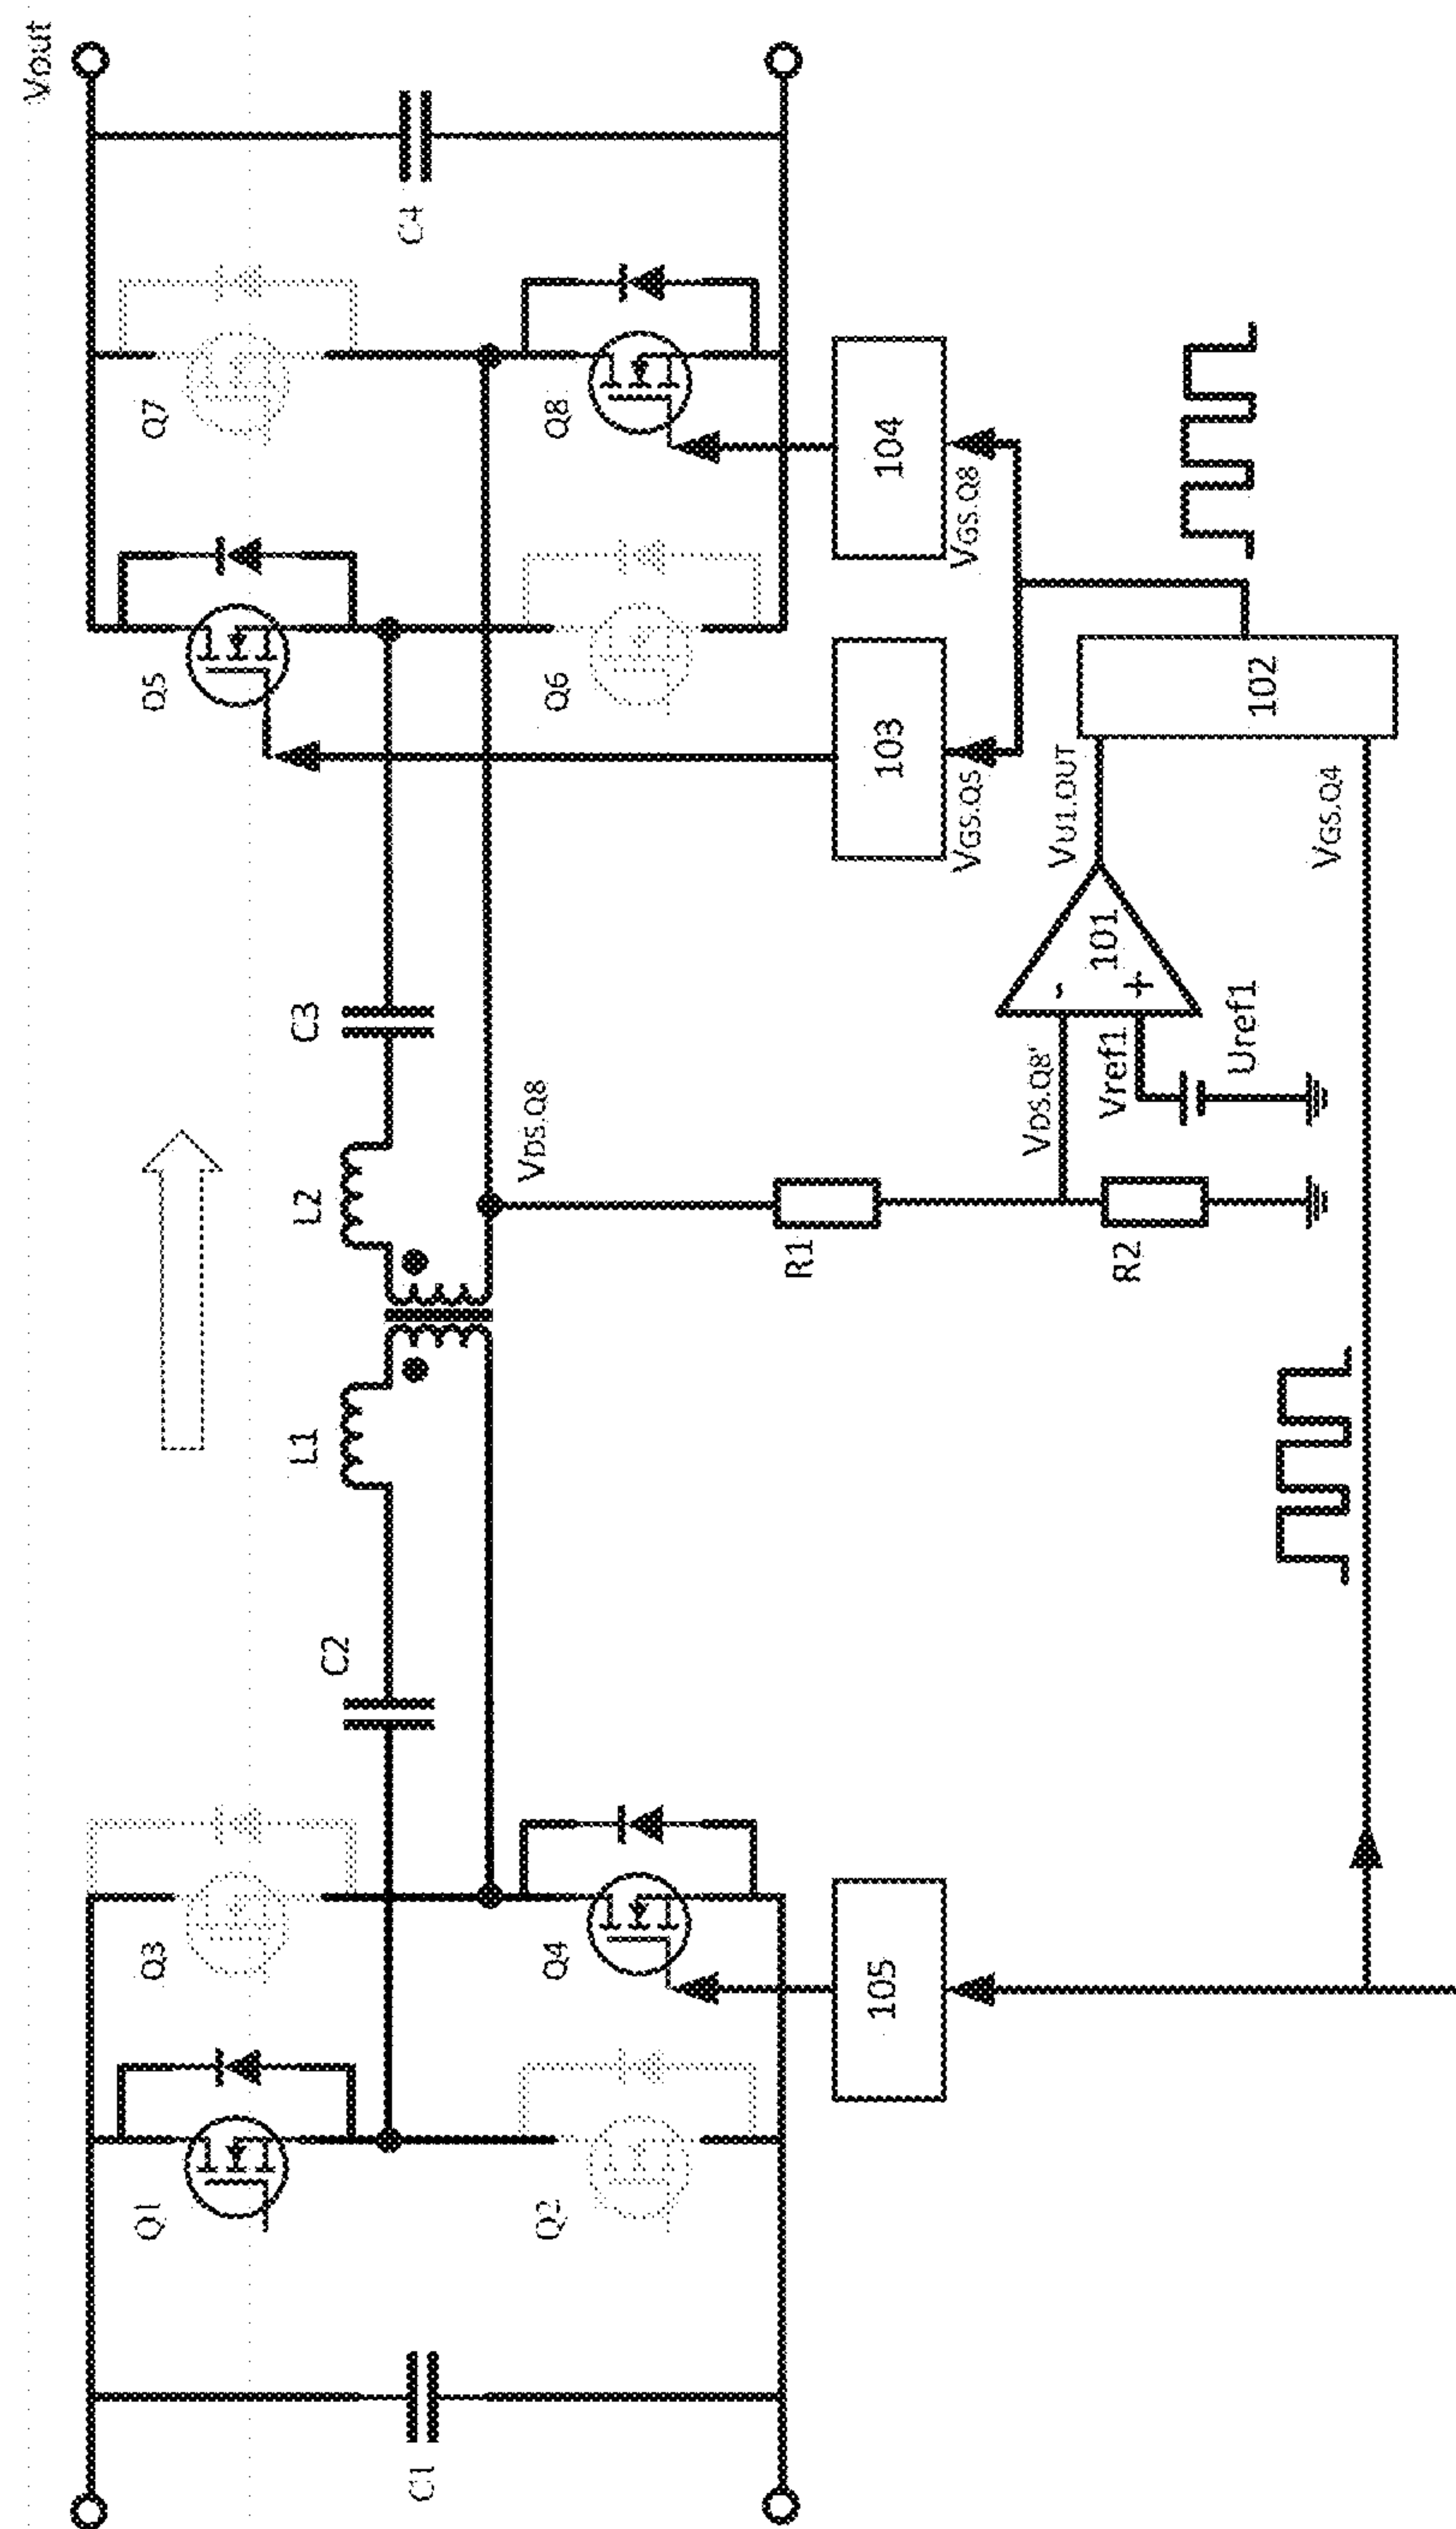 Vout
Q1
Q3
C2
L1
L2
C3
Q5
Q7
C1
Q2
Q4
VDS.Q8
Q6
Q8
C4
105
R1
103
104
VGS.Q5
VGS.Q8
VDS.Q8'
-
101
VU1.OUT
Vref1
+
R2
Uref1
102
VGS.Q4